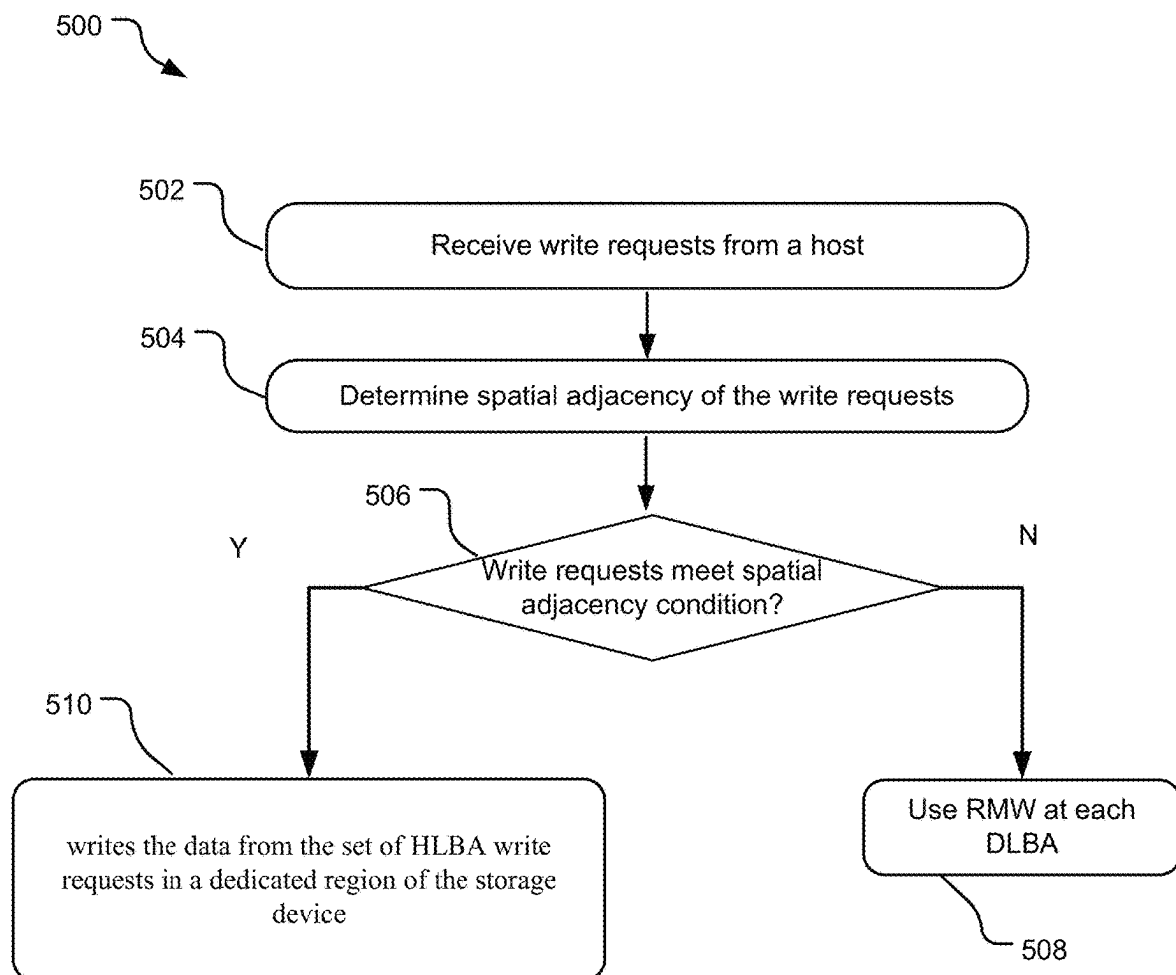 500
502
Receive write requests from a host
504
Determine spatial adjacency of the write requests
506
Y
N
Write requests meet spatial
adjacency condition?
510
writes the data from the set of HLBA write
requests in a dedicated region of the storage
device
Use RMW at each
DLBA
508